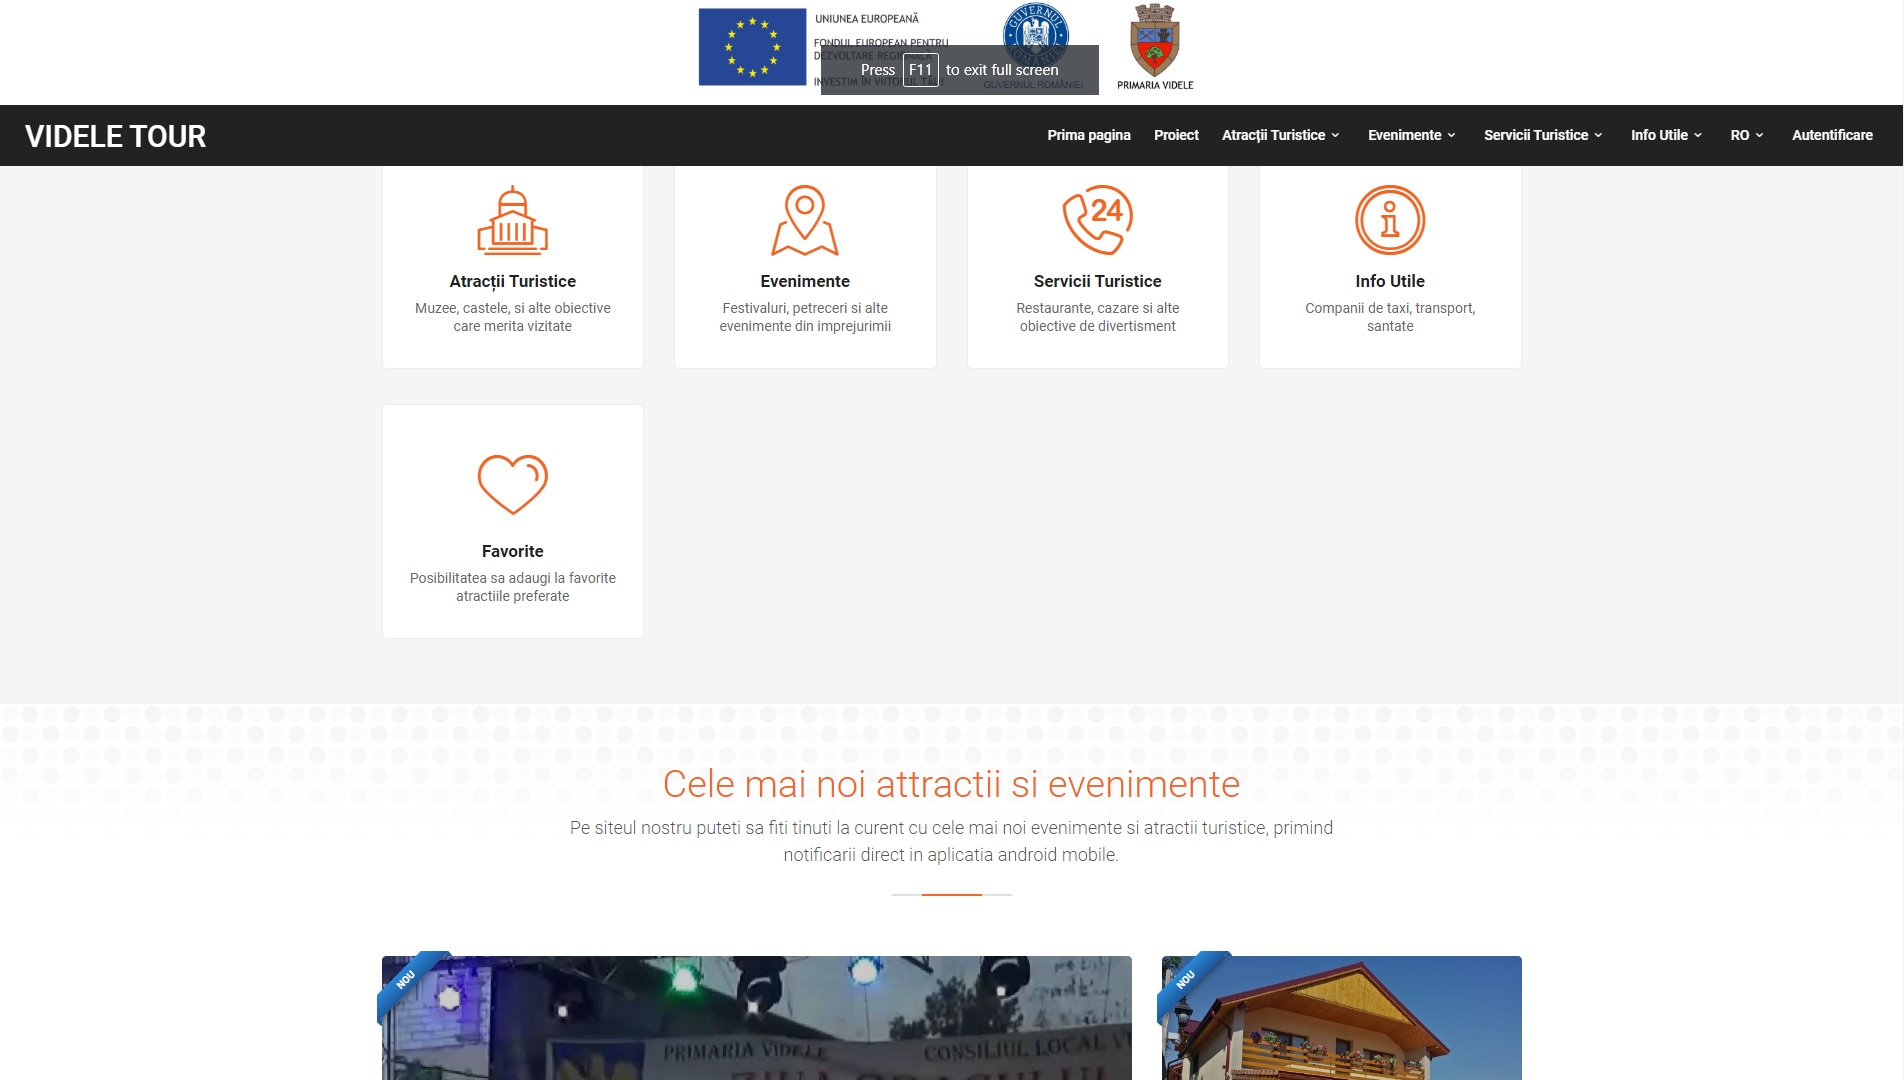 UNIUNEA EUROPEANĂ
FONDUL EUROPEAN PENTRU
DEZVOLTARE REGIONALĂ
INVESTIM ÎN VIITORUL TĂU!
GUVERNUL ROMÂNIEI
GUVERNUL ROMÂNIEI
PRIMARIA VIDELE
Press F11 to exit full screen
VIDELE TOUR
Prima pagina
Proiect
Atracții Turistice
Evenimente
Servicii Turistice
Info Utile
RO
Autentificare
Atracții Turistice
Muzee, castele, si alte obiective
care merita vizitate
Evenimente
Festivaluri, petreceri si alte
evenimente din imprejurimii
Servicii Turistice
24
Restaurante, cazare si alte
obiective de divertisment
Info Utile
Companii de taxi, transport,
santate
Favorite
Posibilitatea sa adaugi la favorite
atractiile preferate
Cele mai noi attractii si evenimente
Pe siteul nostru puteti sa fiti tinuti la curent cu cele mai noi evenimente si atractii turistice, primind
notificarii direct in aplicatia android mobile.
NOU
NOU
PRIMARIA VIDELE
CONSILIUL LOCAL VI